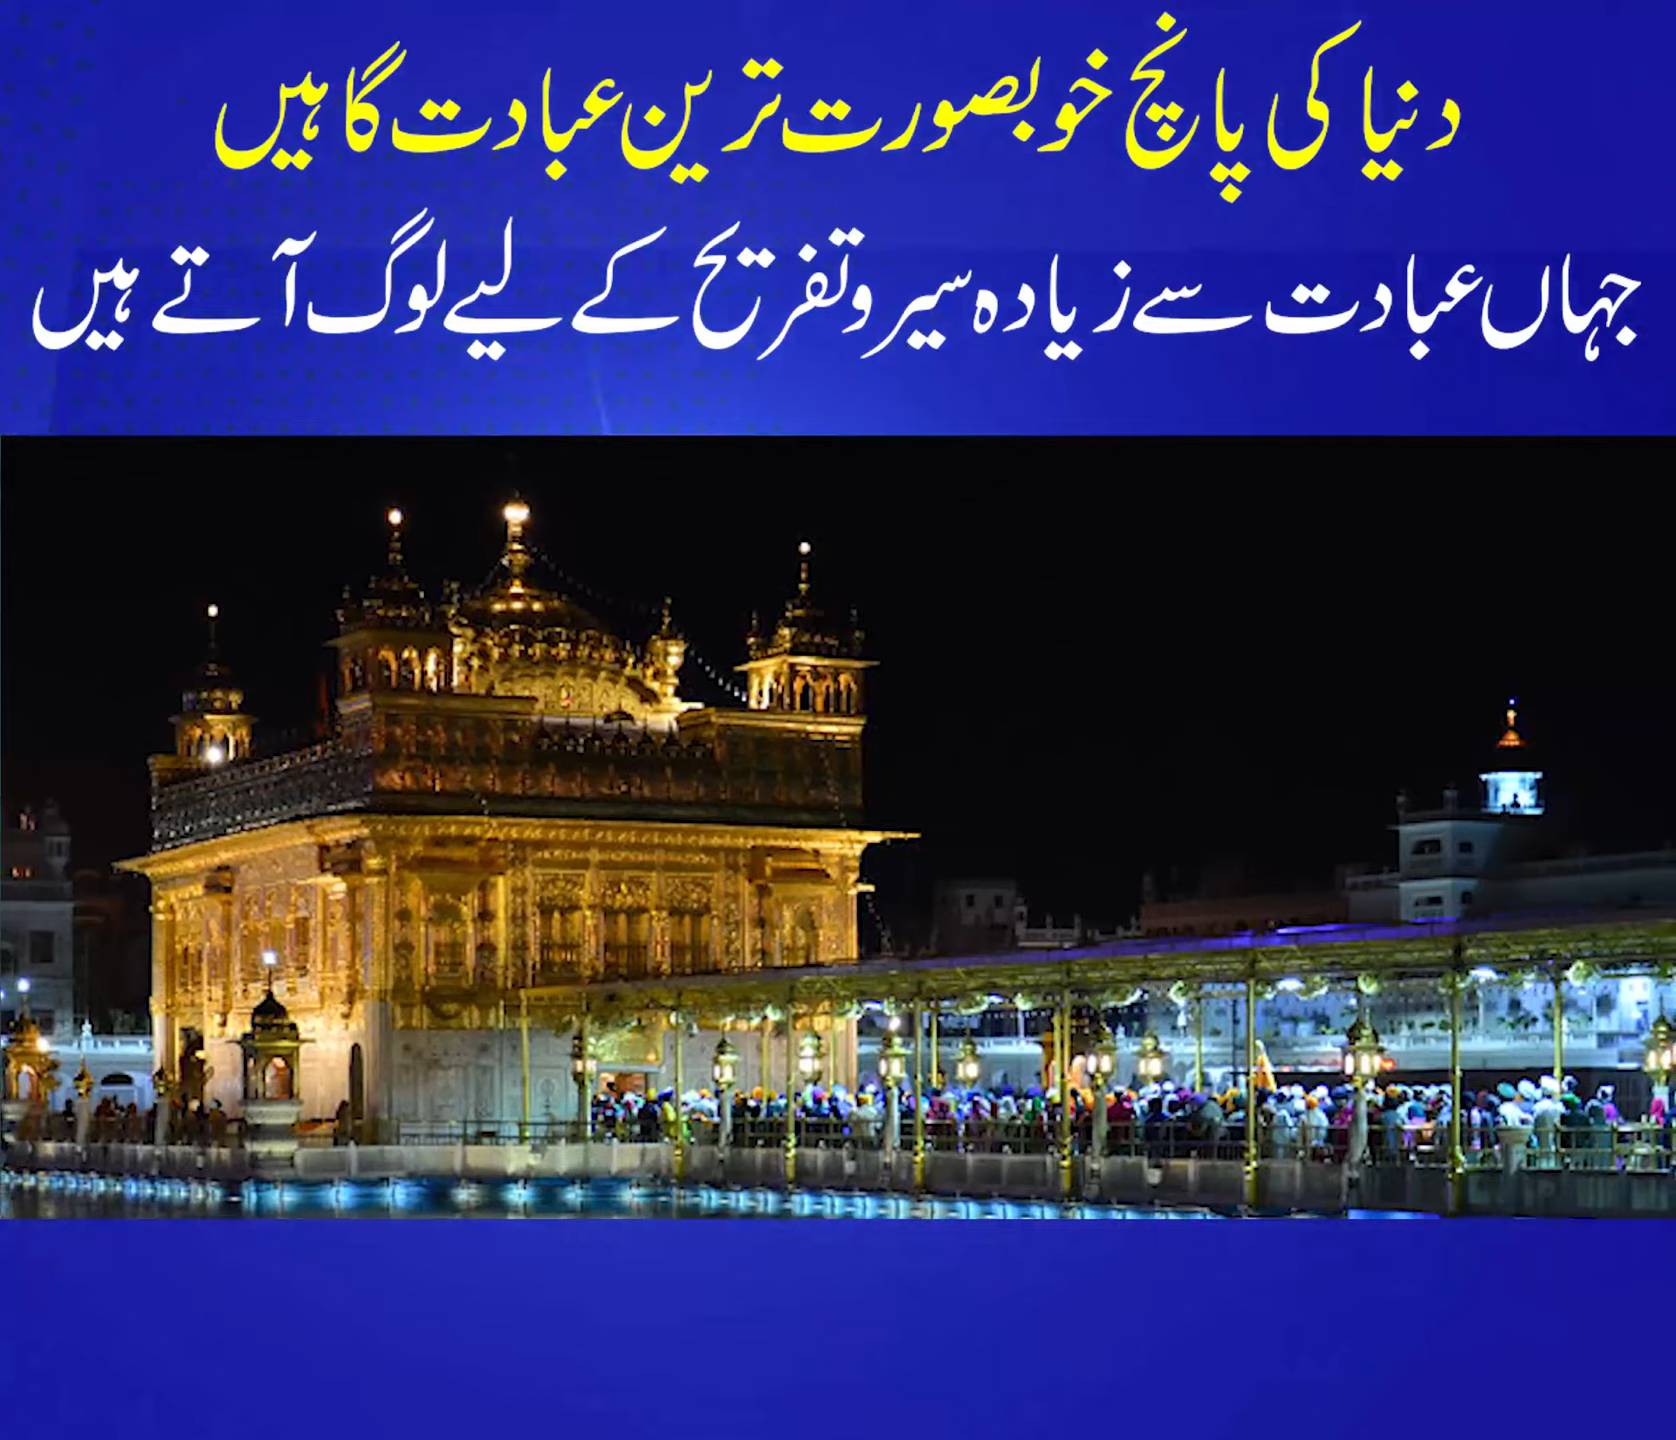 دنیا کی پانچ خوبصورت ترین عبادت گاہیں
جہاں عبادت سے زیادہ سیر و تفریح کے لیے لوگ آتے ہیں